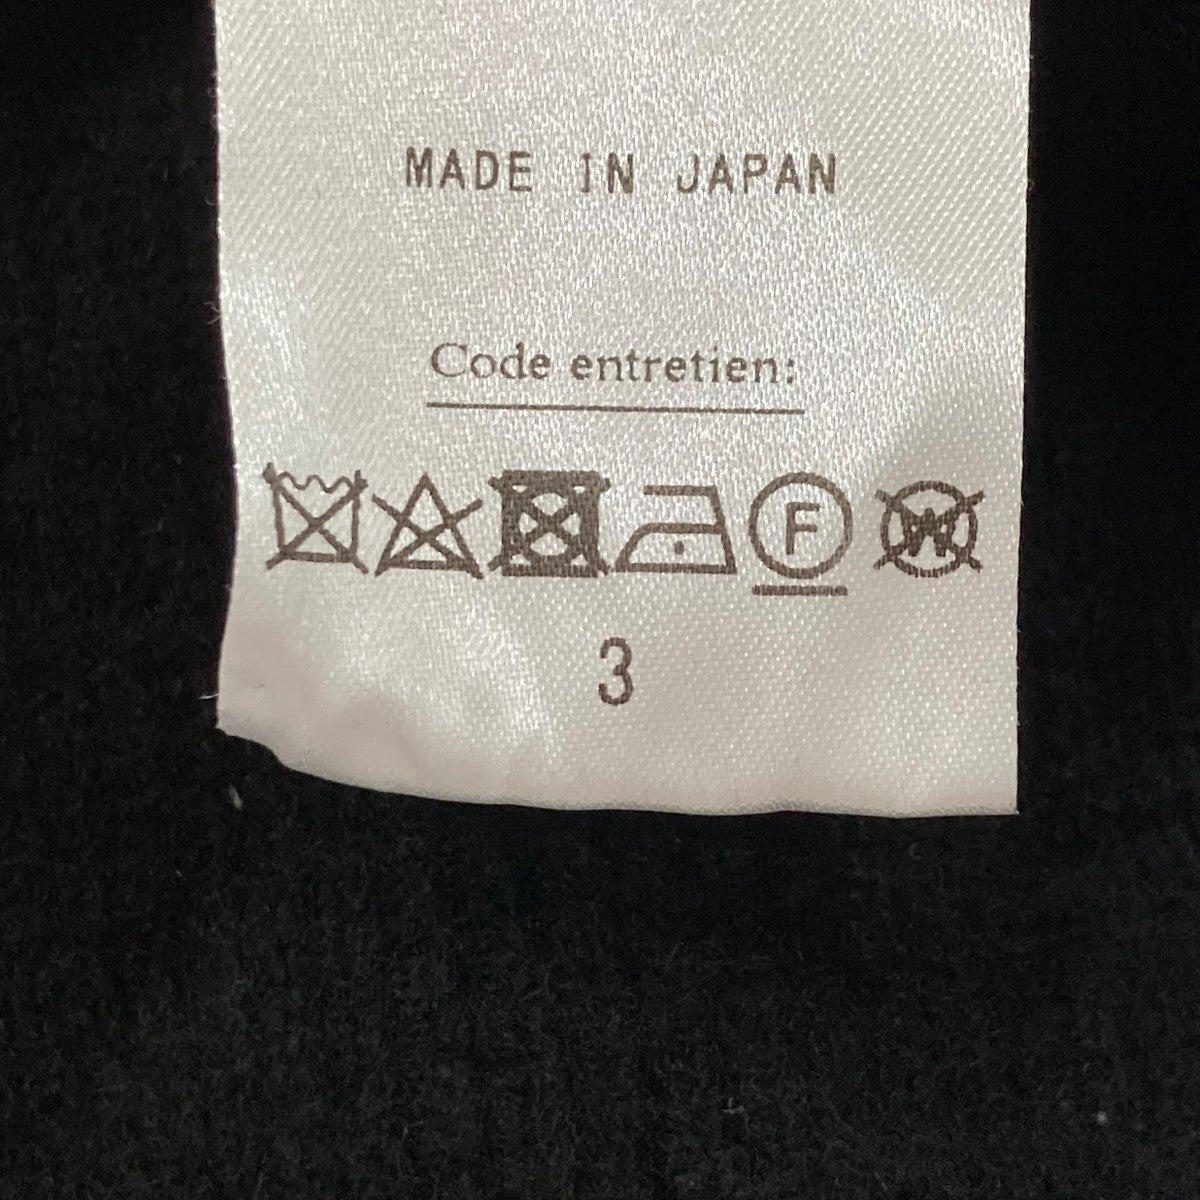 MADE IN JAPAN
Code entretien:
F W
3